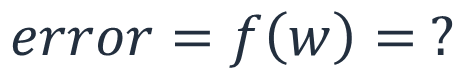 error = f(w) = ?